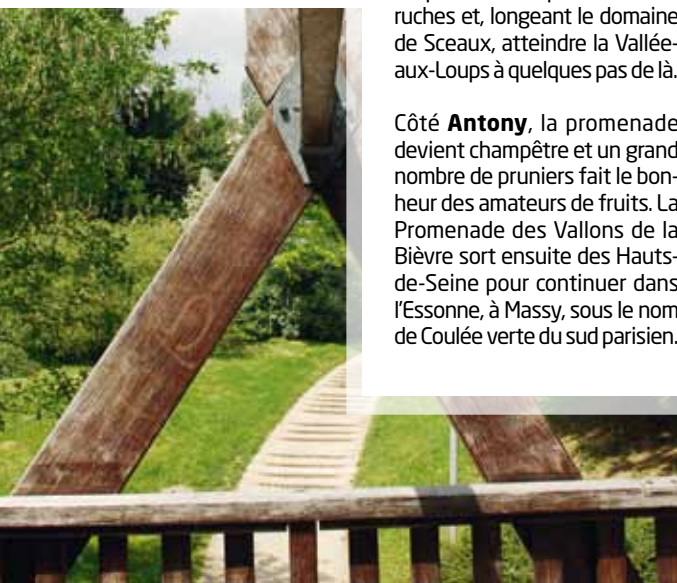 ruches et, longeant le domaine
de Sceaux, atteindre la Vallée-
aux-Loups à quelques pas de là.
Côté Antony, la promenade
devient champêtre et un grand
nombre de pruniers fait le bon-
heur des amateurs de fruits. La
Promenade des Vallons de la
Bièvre sort ensuite des Hauts-
de-Seine pour continuer dans
l'Essonne, à Massy, sous le nom
de Coulée verte du sud parisien.